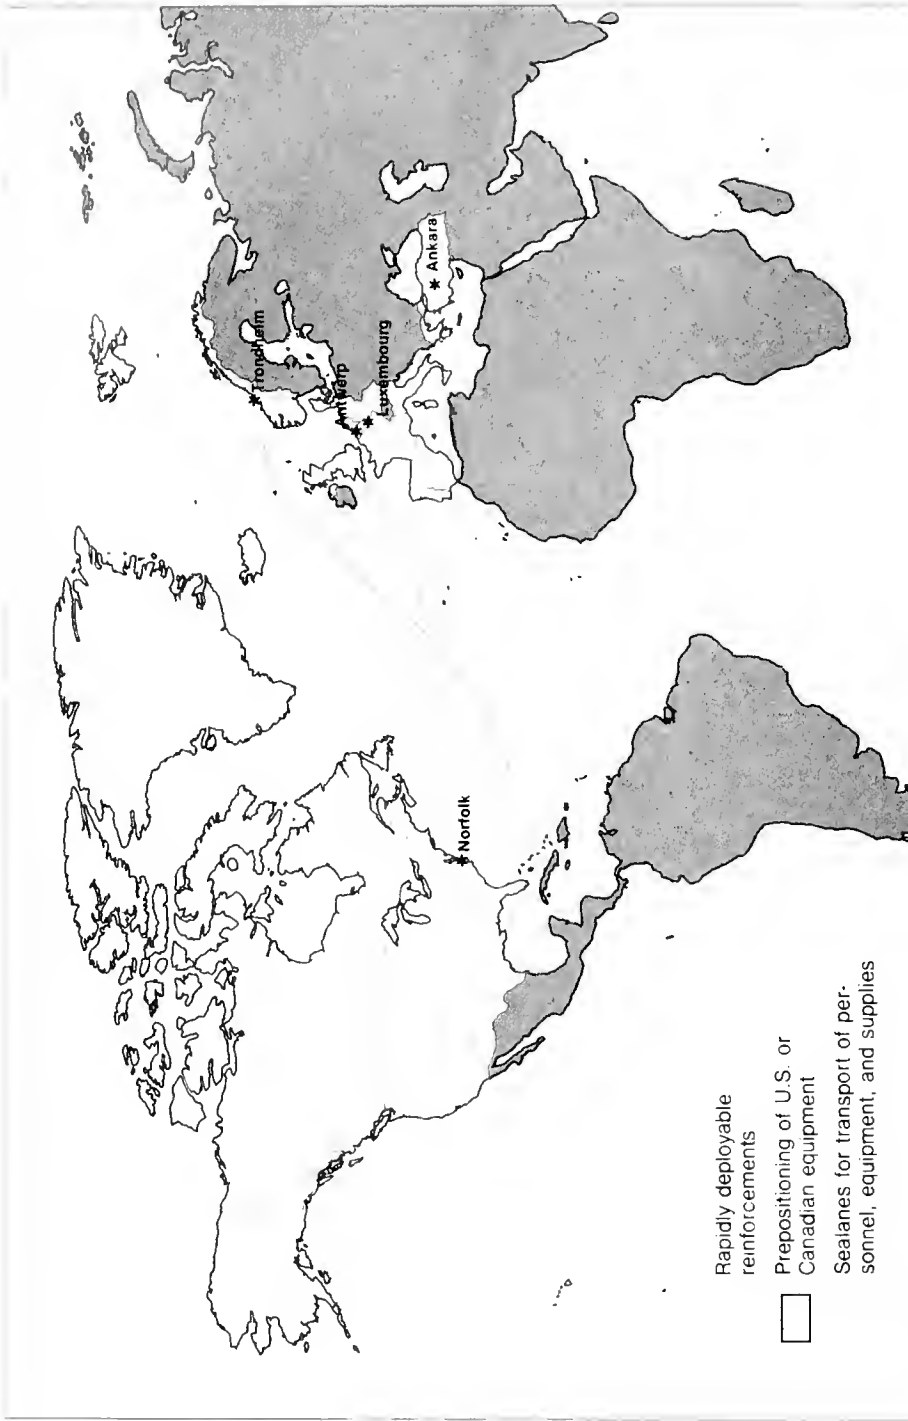 Trondheim
Antwerp
Luxembourg
Ankara
Norfolk
Rapidly deployable
reinforcements
Prepositioning of U.S. or
Canadian equipment
Sealanes for transport of per-
sonnel, equipment, and supplies